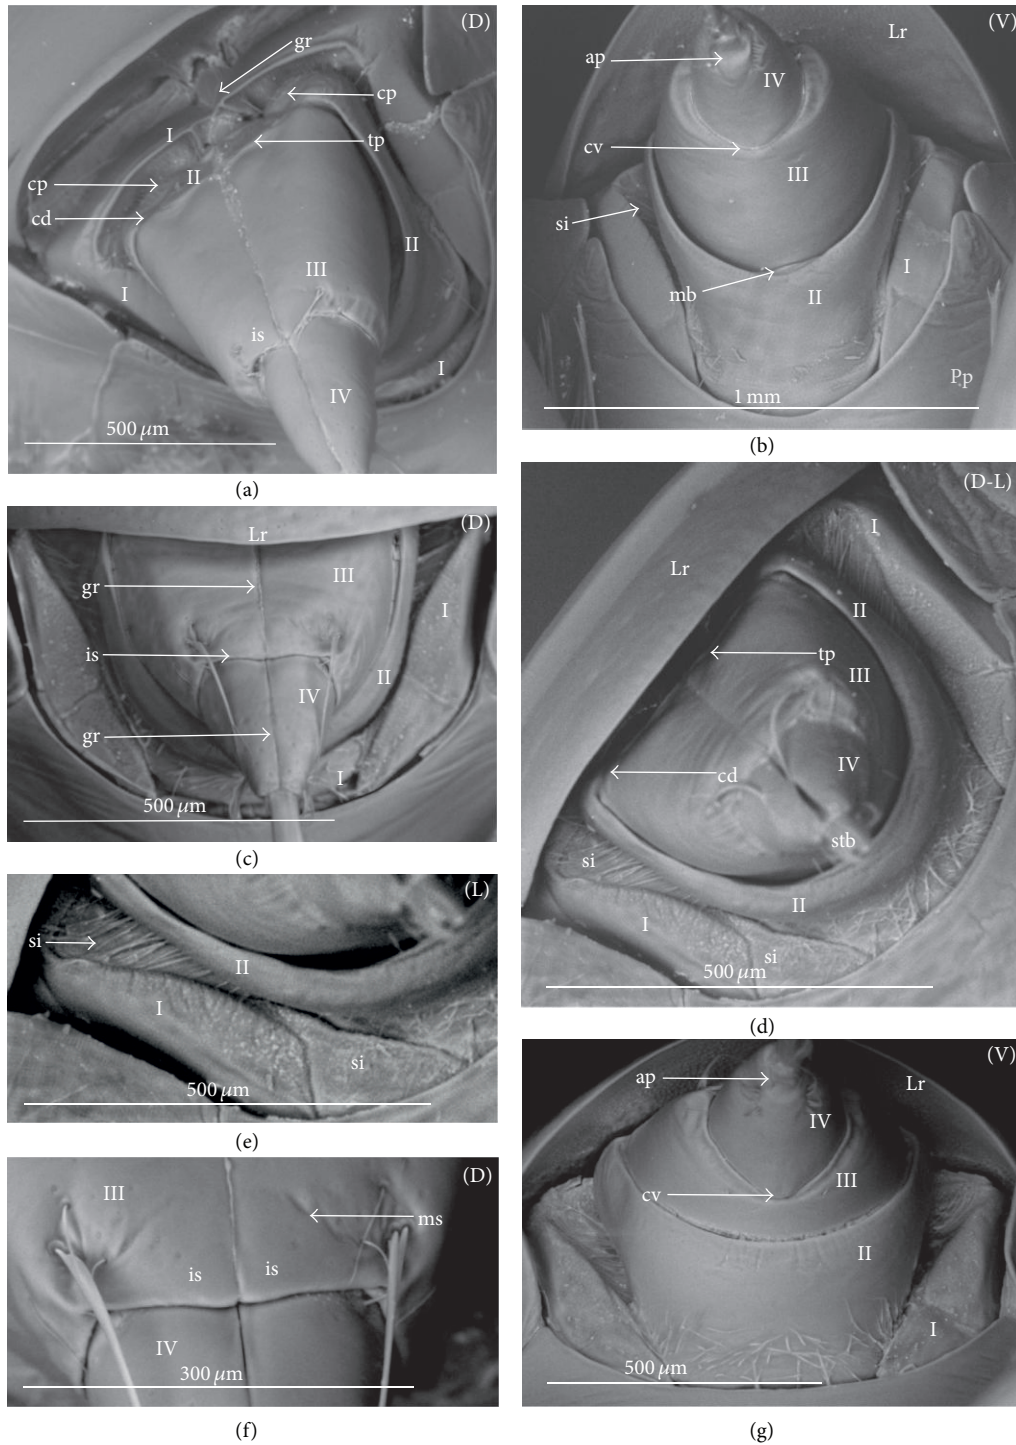 (D)
gr
cp
I
tp
II
cp
cd
II
I
III
is
I
IV
500 μm
(a)
(V)
Lr
ap
IV
cv
III
si
I
mb
II
Pp
1 mm
(b)
(D)
Lr
gr
III
I
is
II
IV
gr
I
500 μm
(c)
(D-L)
I
Lr
II
tp
III
IV
cd
stb
si
II
I
si
500 μm
(d)
(L)
si
II
I
si
500 μm
(e)
(D)
III
ms
is is
IV
300 μm
(f)
(V)
ap
Lr
IV
III
cv
II
I
500 μm
(g)